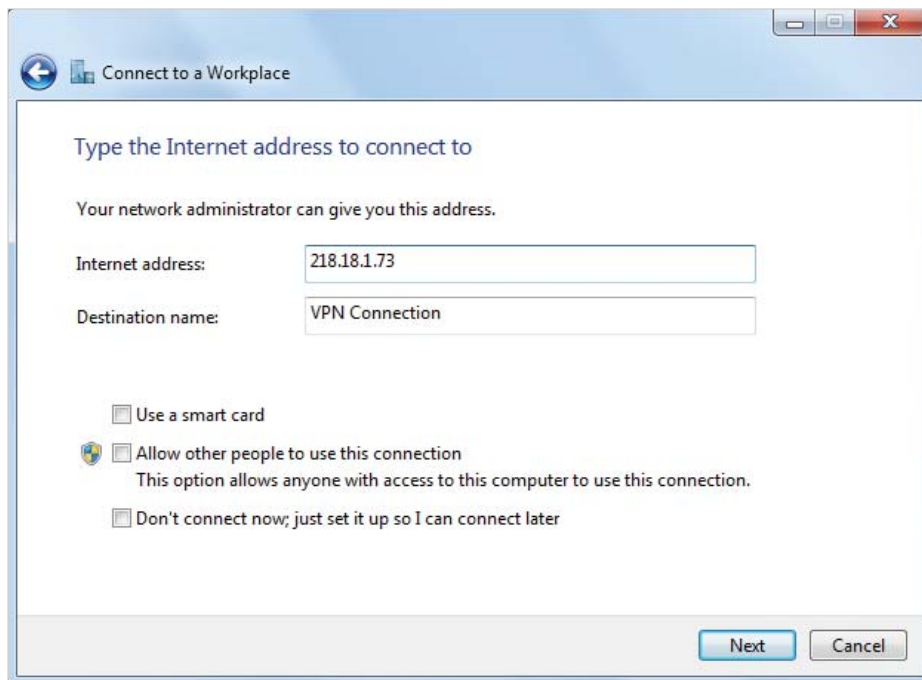 Connect to a Workplace
Type the Internet address to connect to
Your network administrator can give you this address.
Internet address: 218.18.1.73
Destination name: VPN Connection
Use a smart card
Allow other people to use this connection
This option allows anyone with access to this computer to use this connection.
Don't connect now; just set it up so I can connect later
Next Cancel